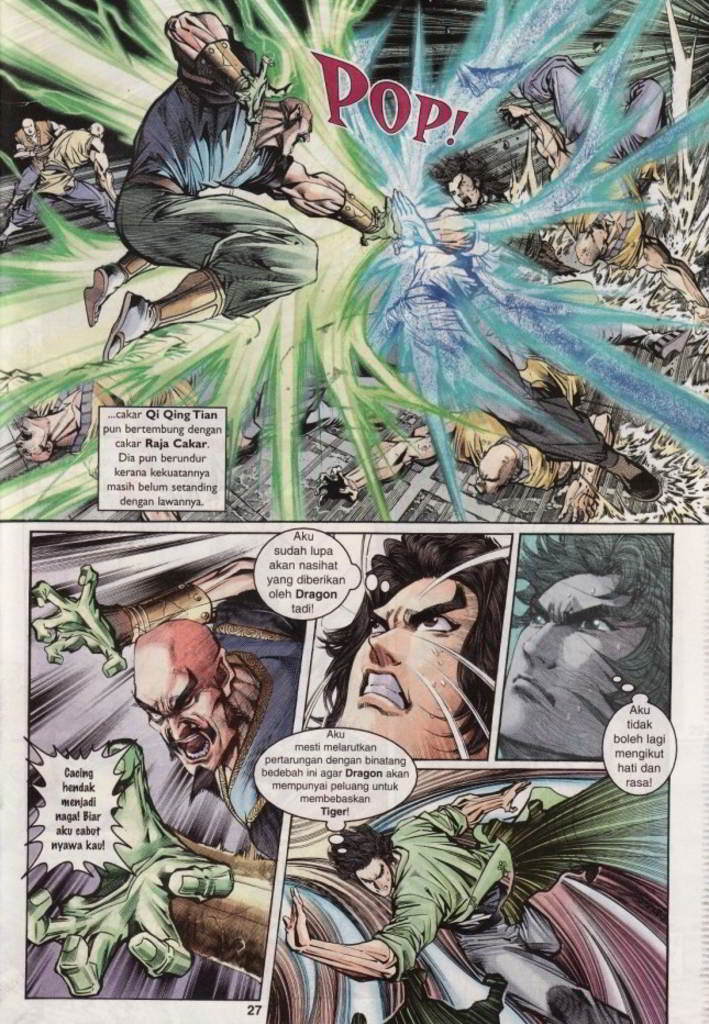 POP!
...cakar Qi Qing Tian
pun bertembung dengan
cakar Raja Cakar.
Dia pun berundur
kerana kekuatannya
masih belum setanding
dengan lawannya.
Aku
sudah lupa
akan nasihat
yang diberikan
oleh Dragon
tadi!
Aku
tidak
boleh lagi
mengikut
hati dan
rasa!
Cacing
hendak
menjadi
naga! Biar
aku cabut
nyawa kau!
Aku
mesti melarutkan
pertarungan dengan binatang
bedebah ini agar Dragon akan
mempunyai peluang untuk
membebaskan
Tiger!
27